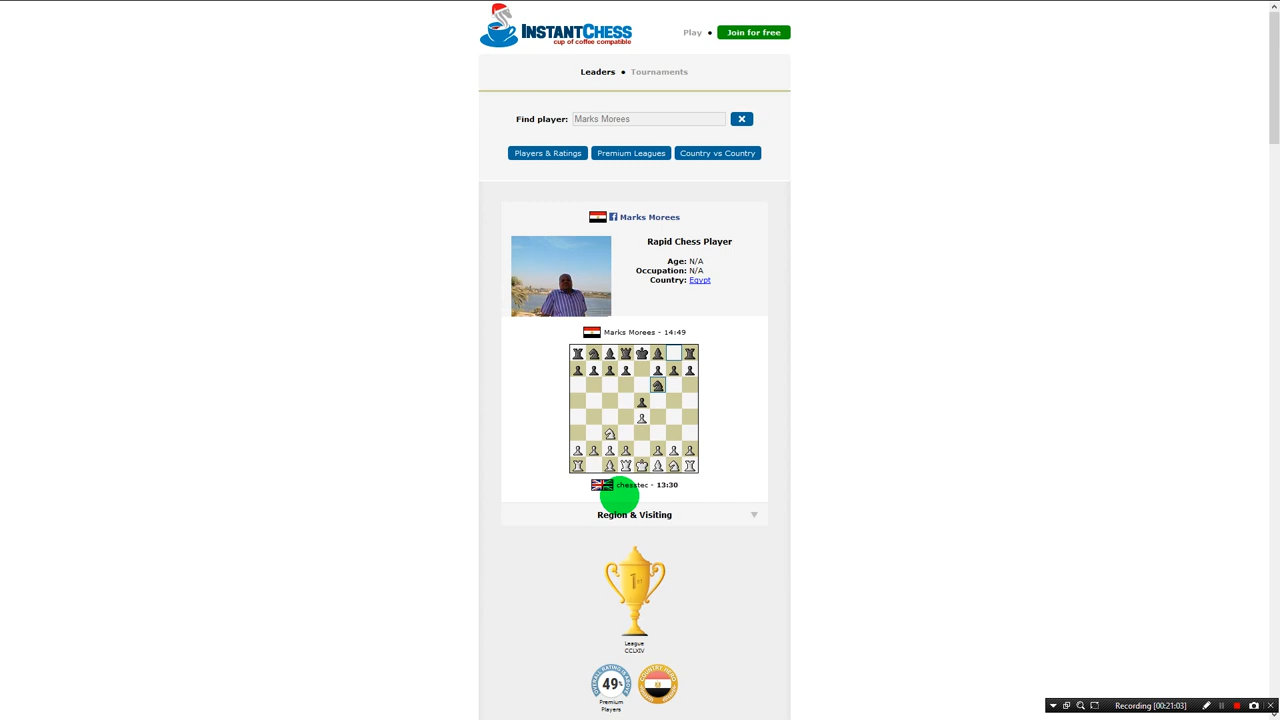 INSTANTCHESS
cup of coffee compatible
Play • Join for free
Leaders • Tournaments
Find player: Marks Morees
Players & Ratings Premium Leagues Country vs Country
Marks Morees
Rapid Chess Player
Age: N/A
Occupation: N/A
Country: Egypt
Marks Morees - 14:49
chesstec - 13:30
Region & Visiting
1st
League
CCLXIV
49%
Premium
Players
Recording [00:21:03]